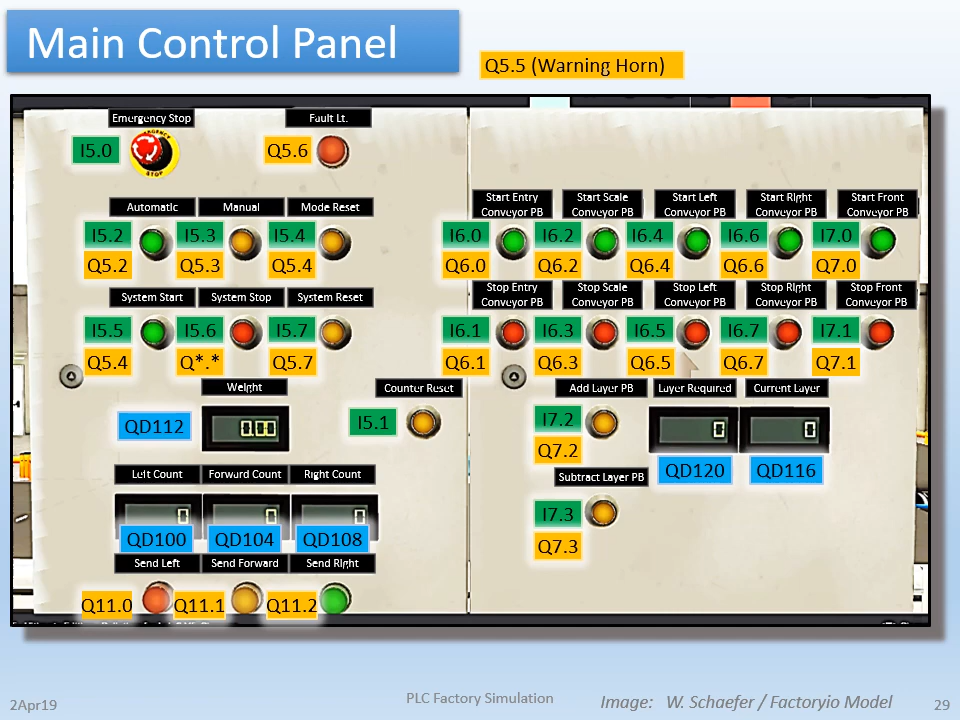 Main Control Panel
Q5.5 (Warning Horn)
Emergency Stop
Fault Lt.
I5.0
EMERGENCY
STOP
Q5.6
Automatic
Manual
Mode Reset
I5.2
I5.3
I5.4
Q5.2
Q5.3
Q5.4
System Start
System Stop
System Reset
I5.5
I5.6
I5.7
Q5.4
Q*.*
Q5.7
Weight
Counter Reset
QD112
0.00
I5.1
Left Count
Forward Count
Right Count
0
0
0
QD100
QD104
QD108
Send Left
Send Forward
Send Right
Q11.0
Q11.1
Q11.2
Start Entry
Conveyor PB
Start Scale
Conveyor PB
Start Left
Conveyor PB
Start Right
Conveyor PB
Start Front
Conveyor PB
I6.0
I6.2
I6.4
I6.6
I7.0
Q6.0
Q6.2
Q6.4
Q6.6
Q7.0
Stop Entry
Conveyor PB
Stop Scale
Conveyor PB
Stop Left
Conveyor PB
Stop Right
Conveyor PB
Stop Front
Conveyor PB
I6.1
I6.3
I6.5
I6.7
I7.1
Q6.1
Q6.3
Q6.5
Q6.7
Q7.1
Add Layer PB
Layer Required
Current Layer
I7.2
0
0
Q7.2
QD120
QD116
Subtract Layer PB
I7.3
Q7.3
2Apr19
PLC Factory Simulation
Image: W. Schaefer / Factoryio Model
29